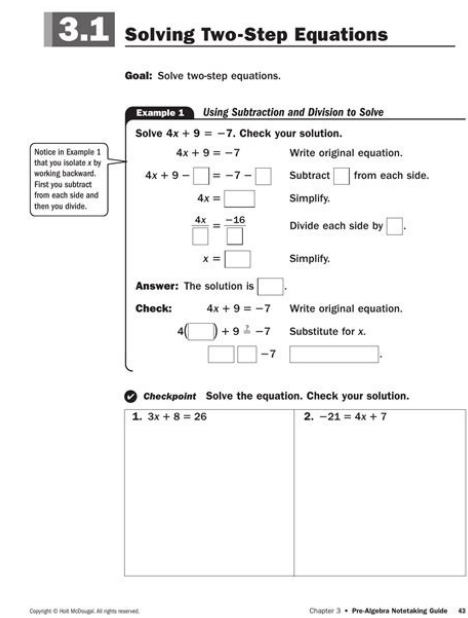 3.1 Solving Two-Step Equations
Goal: Solve two-step equations.
Example 1 Using Subtraction and Division to Solve
Solve 4x + 9 = −7. Check your solution.
Notice in Example 1
that you isolate x by
working backward.
First you subtract
from each side and
then you divide.
4x + 9 = −7 Write original equation.
4x + 9 − □ = −7 − □ Subtract □ from each side.
4x = □ Simplify.
4x/□ = −16/□ Divide each side by □.
x = □ Simplify.
Answer: The solution is □.
Check: 4x + 9 = −7 Write original equation.
4(□) + 9 ≟ −7 Substitute for x.
□ □ −7 □.
Checkpoint Solve the equation. Check your solution.
1. 3x + 8 = 26
2. −21 = 4x + 7
Copyright © Holt McDougal. All rights reserved.
Chapter 3 • Pre-Algebra Notetaking Guide 43